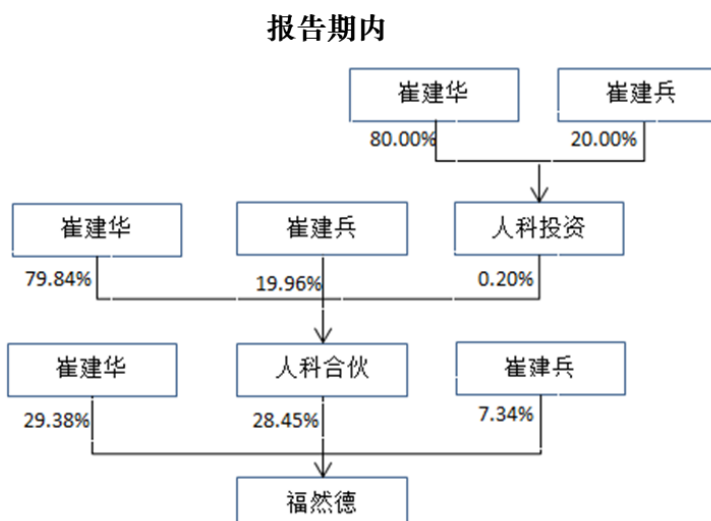 报告期内
崔建华
崔建兵
80.00%
20.00%
崔建华
崔建兵
人科投资
79.84%
19.96%
0.20%
崔建华
人科合伙
崔建兵
29.38%
28.45%
7.34%
福然德